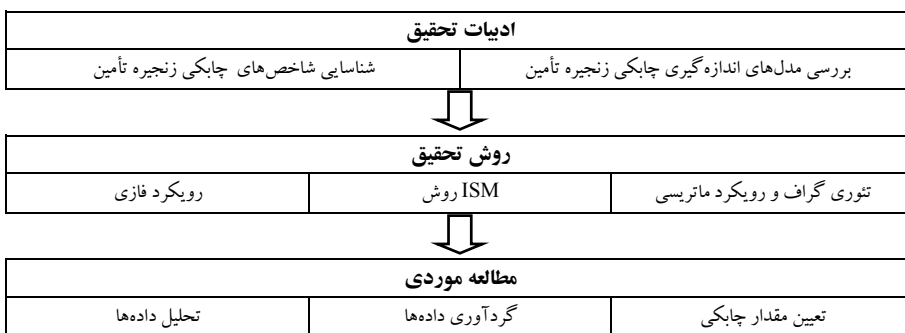 ادبیات تحقیق
بررسی مدل‌های اندازه‌گیری چابکی زنجیره تأمین
شناسایی شاخص‌های چابکی زنجیره تأمین
روش تحقیق
تئوری گراف و رویکرد ماتریسی
روش ISM
رویکرد فازی
مطالعه موردی
تعیین مقدار چابکی
گردآوری داده‌ها
تحلیل داده‌ها